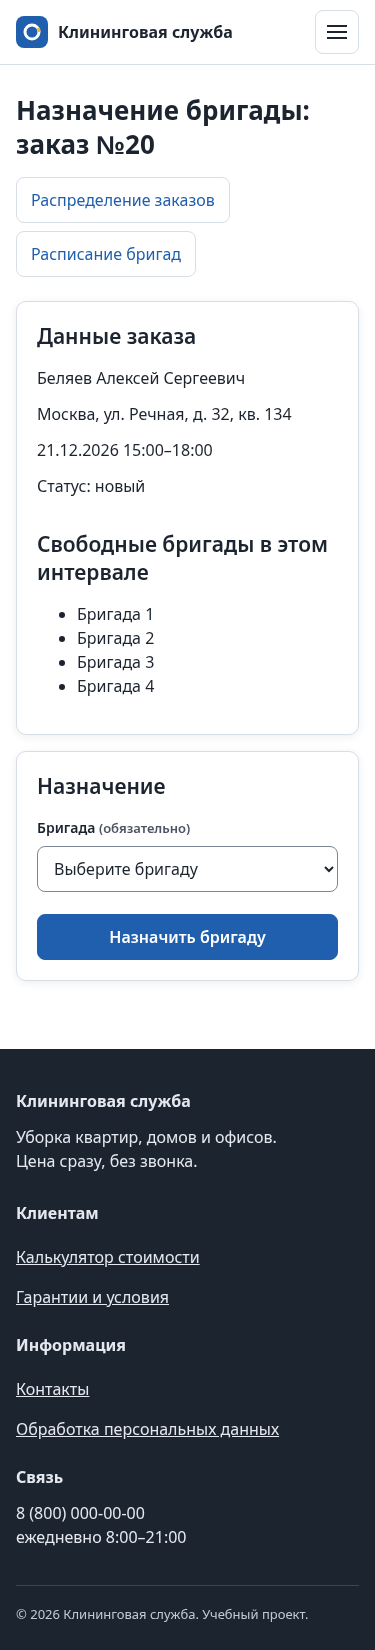 Клининговая служба
Назначение бригады:
заказ №20
Распределение заказов
Расписание бригад
Данные заказа
Беляев Алексей Сергеевич
Москва, ул. Речная, д. 32, кв. 134
21.12.2026 15:00–18:00
Статус: новый
Свободные бригады в этом
интервале
• Бригада 1
• Бригада 2
• Бригада 3
• Бригада 4
Назначение
Бригада (обязательно)
Выберите бригаду
Назначить бригаду
Клининговая служба
Уборка квартир, домов и офисов.
Цена сразу, без звонка.
Клиентам
Калькулятор стоимости
Гарантии и условия
Информация
Контакты
Обработка персональных данных
Связь
8 (800) 000-00-00
ежедневно 8:00–21:00
© 2026 Клининговая служба. Учебный проект.